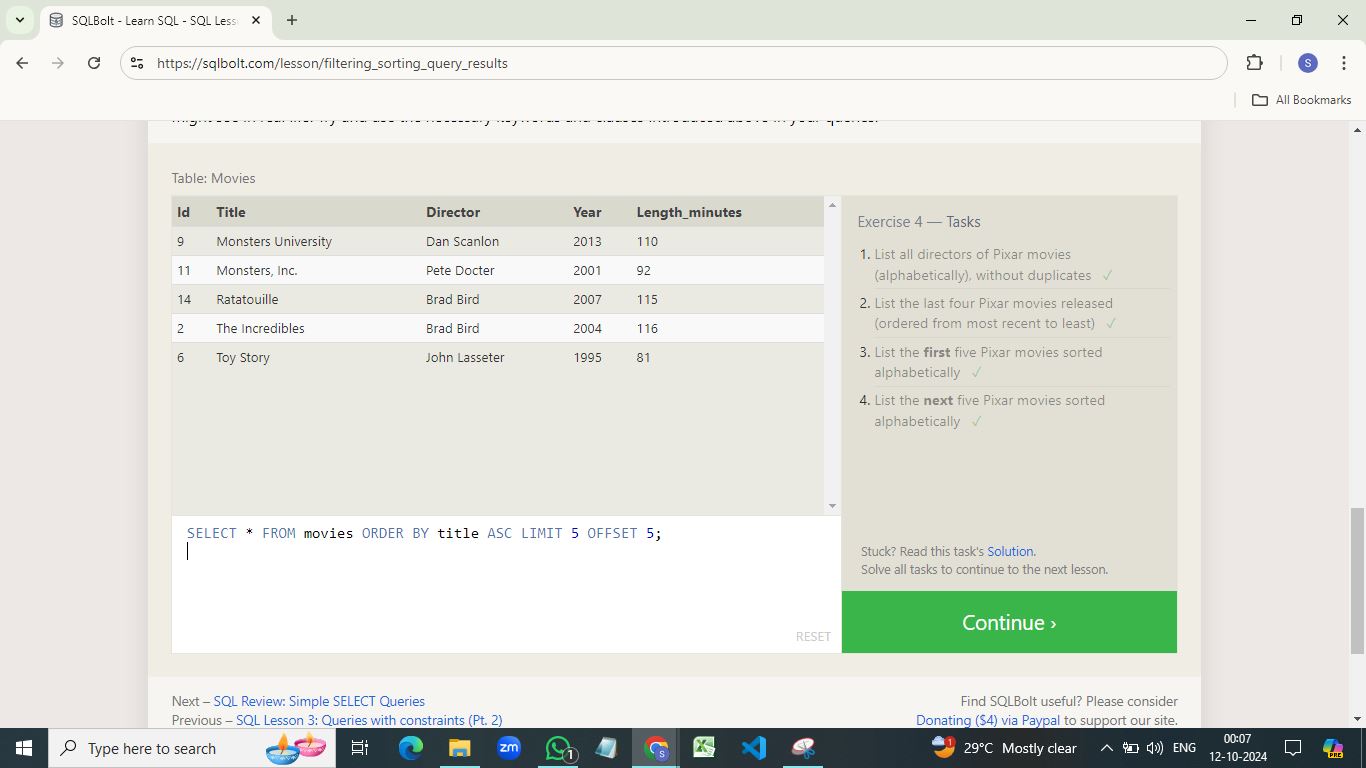 SQLBolt - Learn SQL - SQL Less
https://sqlbolt.com/lesson/filtering_sorting_query_results
S
All Bookmarks
Table: Movies
Id Title Director Year Length_minutes
9 Monsters University Dan Scanlon 2013 110
11 Monsters, Inc. Pete Docter 2001 92
14 Ratatouille Brad Bird 2007 115
2 The Incredibles Brad Bird 2004 116
6 Toy Story John Lasseter 1995 81
Exercise 4 — Tasks
1. List all directors of Pixar movies
(alphabetically), without duplicates ✓
2. List the last four Pixar movies released
(ordered from most recent to least) ✓
3. List the first five Pixar movies sorted
alphabetically ✓
4. List the next five Pixar movies sorted
alphabetically ✓
SELECT * FROM movies ORDER BY title ASC LIMIT 5 OFFSET 5;
RESET
Stuck? Read this task's Solution.
Solve all tasks to continue to the next lesson.
Continue ›
Next – SQL Review: Simple SELECT Queries
Previous – SQL Lesson 3: Queries with constraints (Pt. 2)
Find SQLBolt useful? Please consider
Donating ($4) via Paypal to support our site.
Type here to search
zm
1
S
1
29°C Mostly clear
ENG
00:07
12-10-2024
PRE